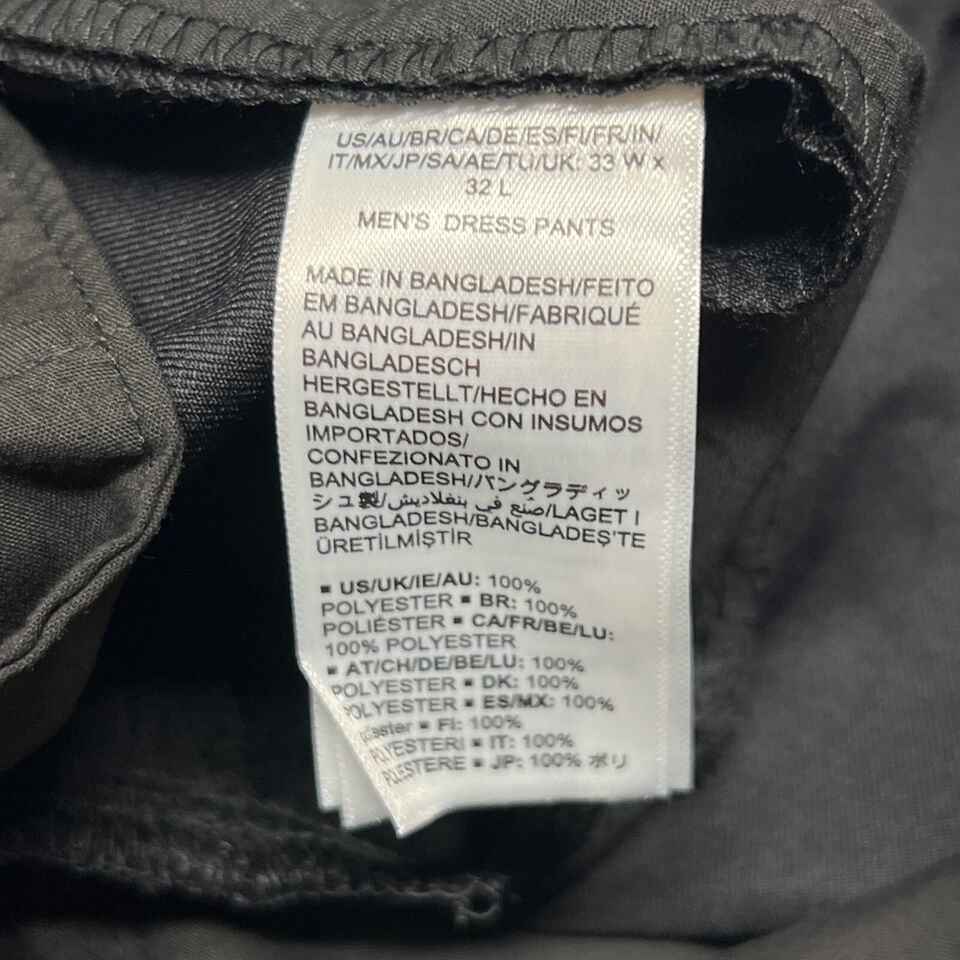 US/AU/BR/CA/DE/ES/FI/FR/IN/
IT/MX/JP/SA/AE/TU/UK: 33 W x
32 L
MEN'S DRESS PANTS
MADE IN BANGLADESH/FEITO
EM BANGLADESH/FABRIQUÉ
AU BANGLADESH/IN
BANGLADESCH
HERGESTELLT/HECHO EN
BANGLADESH CON INSUMOS
IMPORTADOS/
CONFEZIONATO IN
BANGLADESH/バングラディッ
シュ製/صنع في بنغلاديش/LAGET I
BANGLADESH/BANGLADEŞ'TE
ÜRETİLMİŞTİR
▪ US/UK/IE/AU: 100%
POLYESTER ▪ BR: 100%
POLIÉSTER ▪ CA/FR/BE/LU:
100% POLYESTER
▪ AT/CH/DE/BE/LU: 100%
POLYESTER ▪ DK: 100%
POLYESTER ▪ ES/MX: 100%
▪ FI: 100%
POLYESTERI ▪ IT: 100%
POLIESTERE ▪ JP: 100% ポリ